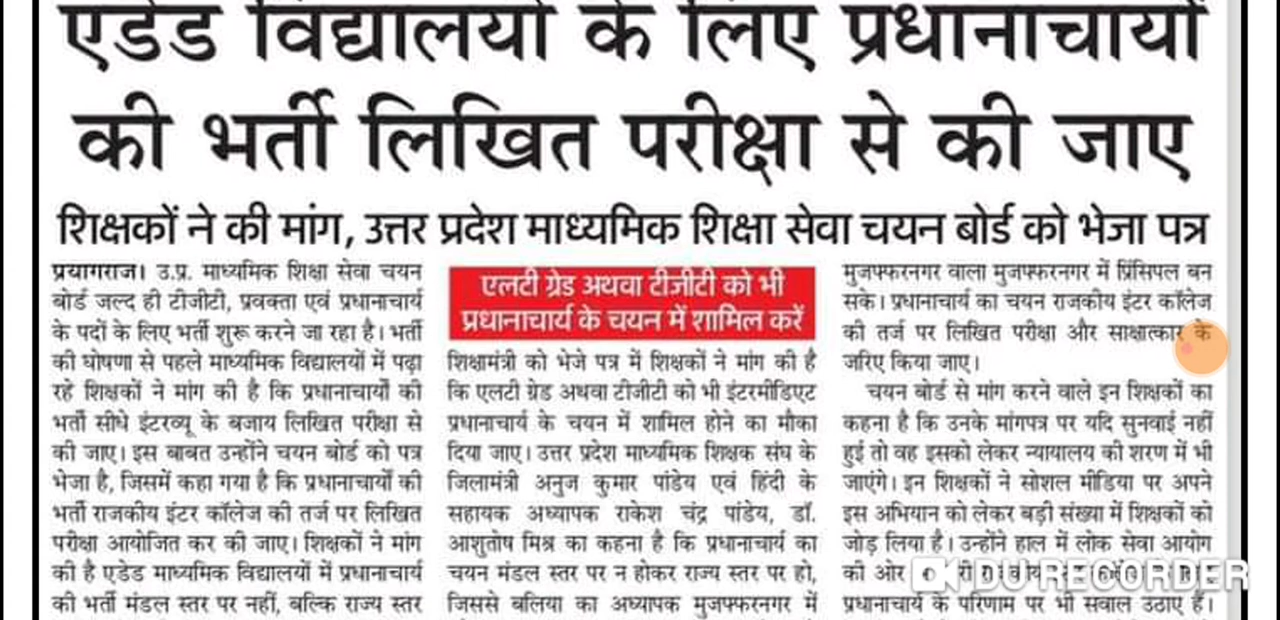 एडेड विद्यालयों के लिए प्रधानाचार्यों
की भर्ती लिखित परीक्षा से की जाए
शिक्षकों ने की मांग, उत्तर प्रदेश माध्यमिक शिक्षा सेवा चयन बोर्ड को भेजा पत्र
प्रयागराज। उ.प्र. माध्यमिक शिक्षा सेवा चयन
बोर्ड जल्द ही टीजीटी, प्रवक्ता एवं प्रधानाचार्य
के पदों के लिए भर्ती शुरू करने जा रहा है। भर्ती
की घोषणा से पहले माध्यमिक विद्यालयों में पढ़ा
रहे शिक्षकों ने मांग की है कि प्रधानाचार्यों की
भर्ती सीधे इंटरव्यू के बजाय लिखित परीक्षा से
की जाए। इस बाबत उन्होंने चयन बोर्ड को पत्र
भेजा है, जिसमें कहा गया है कि प्रधानाचार्यों की
भर्ती राजकीय इंटर कॉलेज की तर्ज पर लिखित
परीक्षा आयोजित कर की जाए। शिक्षकों ने मांग
की है एडेड माध्यमिक विद्यालयों में प्रधानाचार्य
की भर्ती मंडल स्तर पर नहीं, बल्कि राज्य स्तर
एलटी ग्रेड अथवा टीजीटी को भी
प्रधानाचार्य के चयन में शामिल करें
शिक्षामंत्री को भेजे पत्र में शिक्षकों ने मांग की है
कि एलटी ग्रेड अथवा टीजीटी को भी इंटरमीडिएट
प्रधानाचार्य के चयन में शामिल होने का मौका
दिया जाए। उत्तर प्रदेश माध्यमिक शिक्षक संघ के
जिलामंत्री अनुज कुमार पांडेय एवं हिंदी के
सहायक अध्यापक राकेश चंद्र पांडेय, डॉ.
आशुतोष मिश्र का कहना है कि प्रधानाचार्य का
चयन मंडल स्तर पर न होकर राज्य स्तर पर हो,
जिससे बलिया का अध्यापक मुजफ्फरनगर में
मुजफ्फरनगर वाला मुजफ्फरनगर में प्रिंसिपल बन
सके। प्रधानाचार्य का चयन राजकीय इंटर कॉलेज
की तर्ज पर लिखित परीक्षा और साक्षात्कार के
जरिए किया जाए।
चयन बोर्ड से मांग करने वाले इन शिक्षकों का
कहना है कि उनके मांगपत्र पर यदि सुनवाई नहीं
हुई तो वह इसको लेकर न्यायालय की शरण में भी
जाएंगे। इन शिक्षकों ने सोशल मीडिया पर अपने
इस अभियान को लेकर बड़ी संख्या में शिक्षकों को
जोड़ लिया है। उन्होंने हाल में लोक सेवा आयोग
की ओर
DU RECORDER
प्रधानाचार्य के परिणाम पर भी सवाल उठाए हैं।